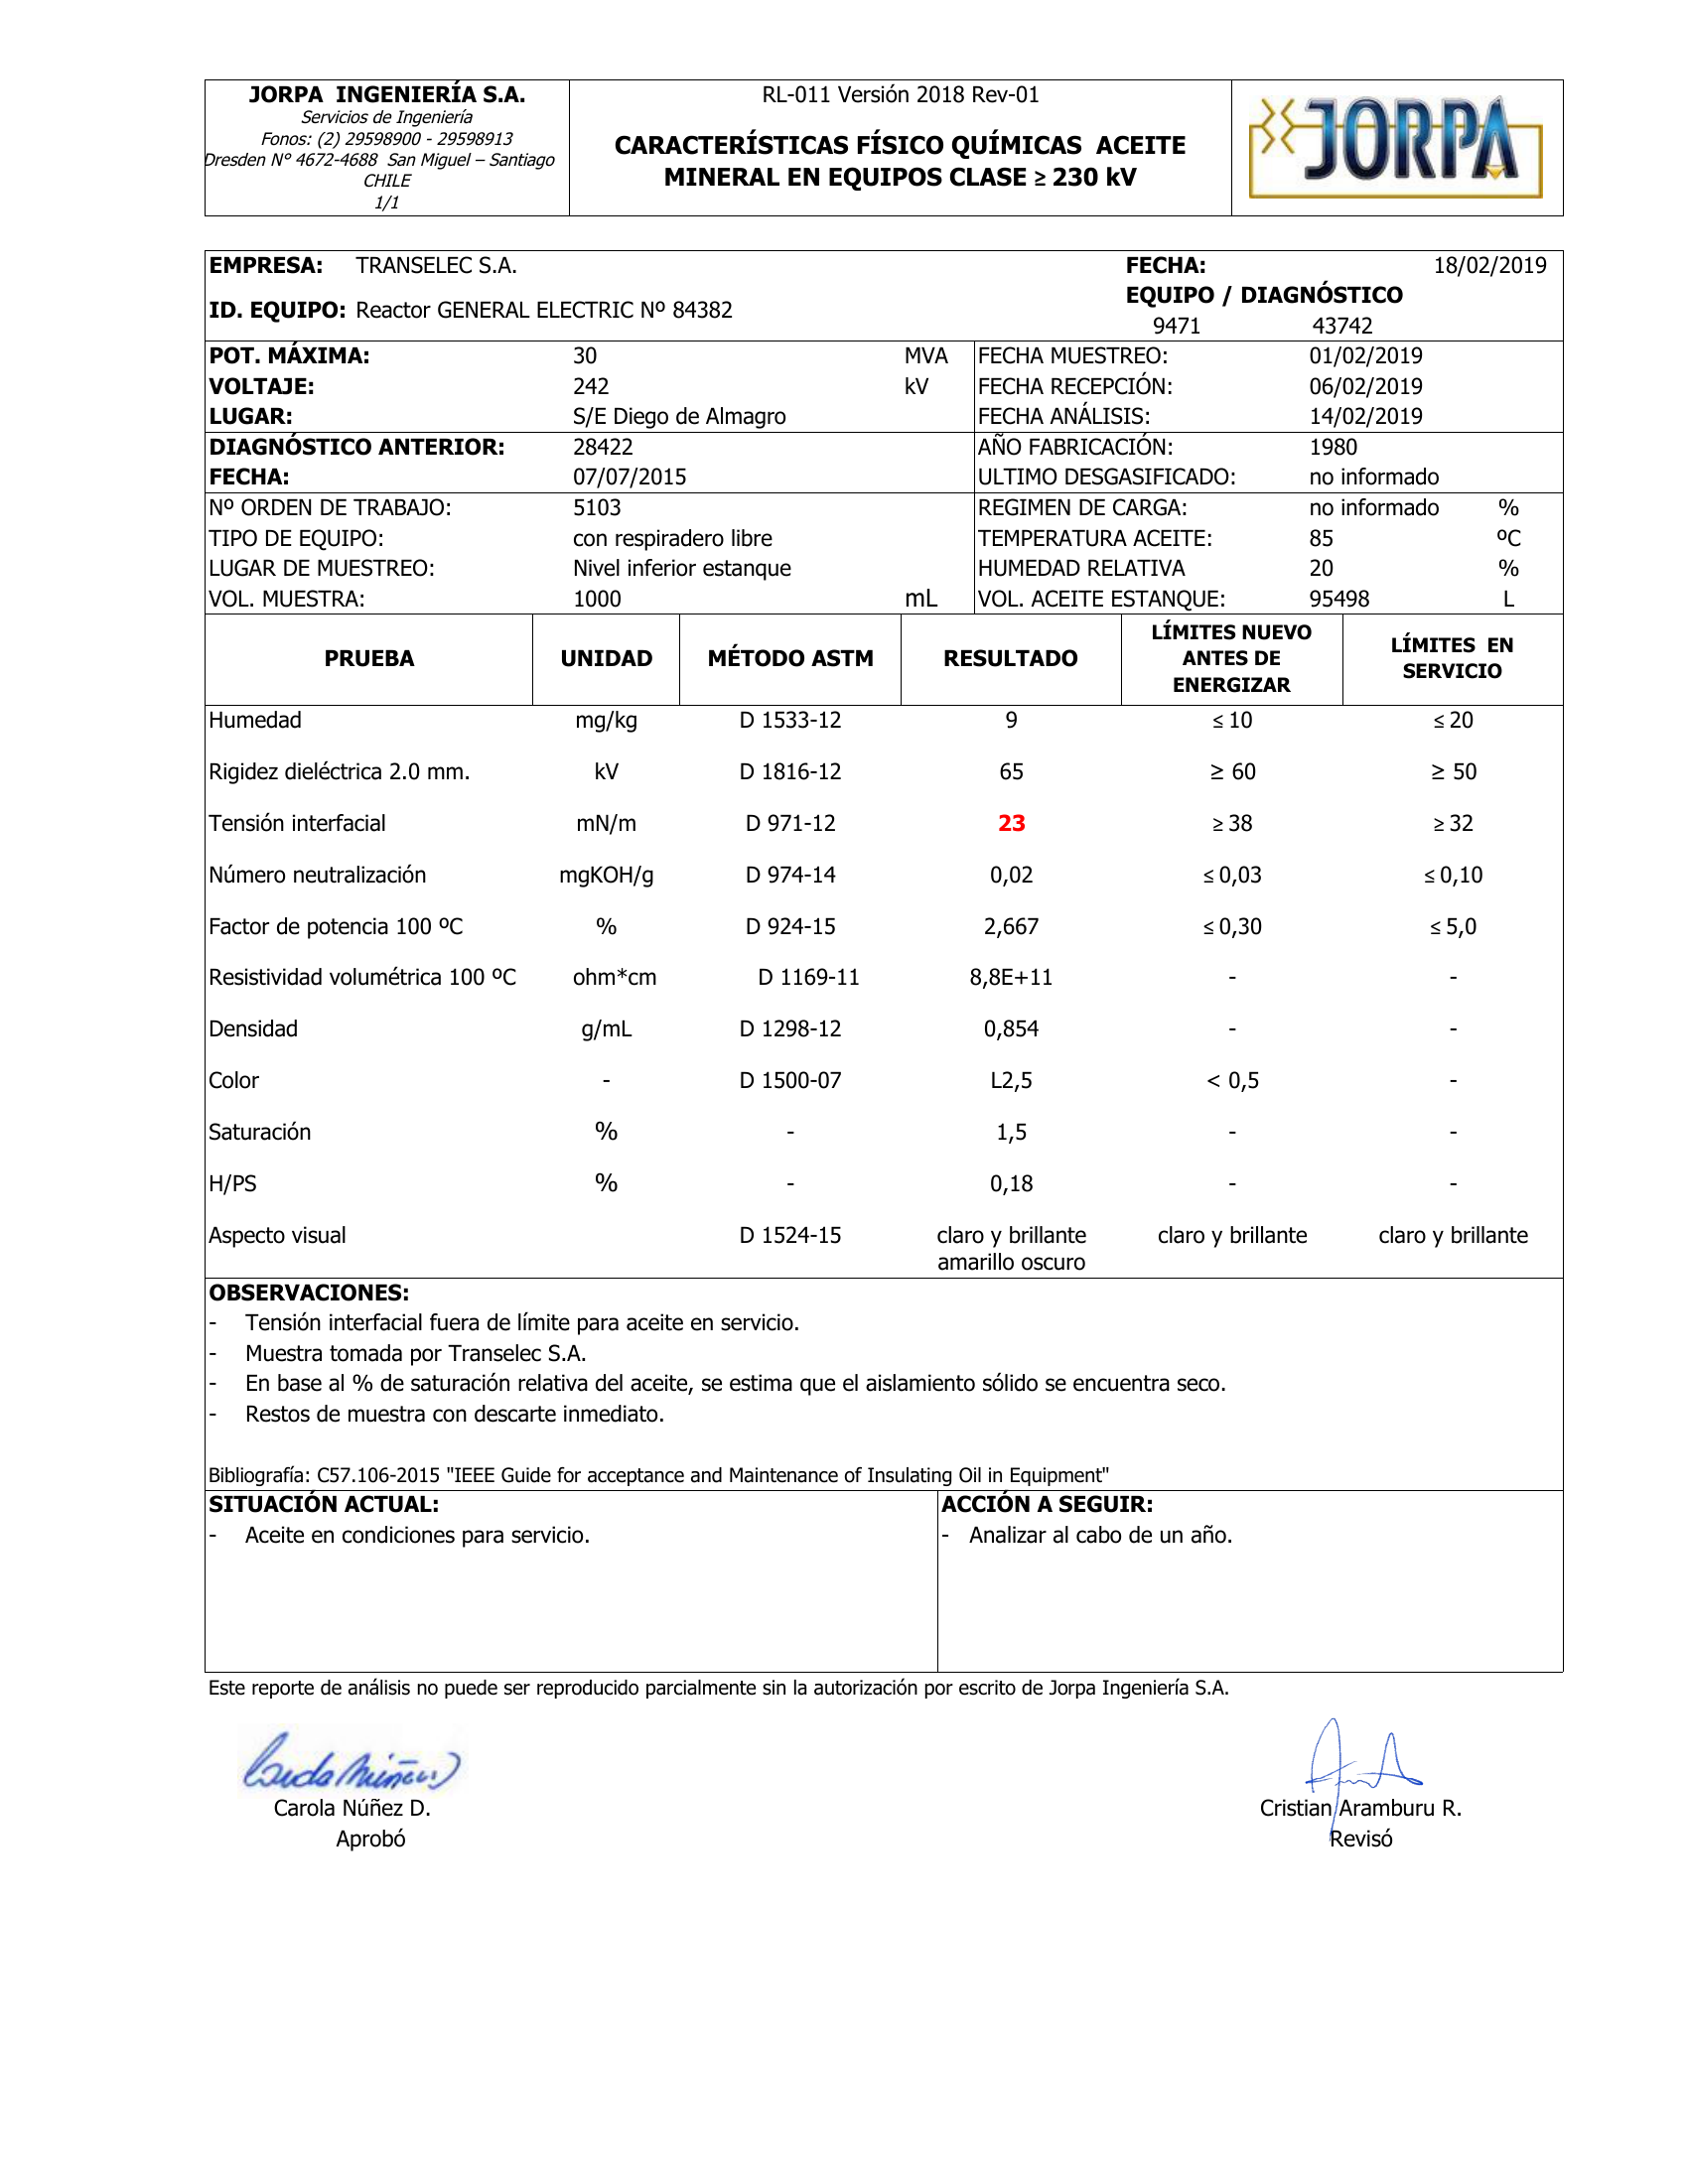 JORPA INGENIERÍA S.A.
Servicios de Ingeniería
Fonos: (2) 29598900 - 29598913
Dresden N° 4672-4688 San Miguel – Santiago
CHILE
1/1
RL-011 Versión 2018 Rev-01
CARACTERÍSTICAS FÍSICO QUÍMICAS ACEITE
MINERAL EN EQUIPOS CLASE ≥ 230 kV
JORPA
EMPRESA: TRANSELEC S.A. FECHA: 18/02/2019
ID. EQUIPO: Reactor GENERAL ELECTRIC Nº 84382 EQUIPO / DIAGNÓSTICO
9471 43742
POT. MÁXIMA: 30 MVA FECHA MUESTREO: 01/02/2019
VOLTAJE: 242 kV FECHA RECEPCIÓN: 06/02/2019
LUGAR: S/E Diego de Almagro FECHA ANÁLISIS: 14/02/2019
DIAGNÓSTICO ANTERIOR: 28422 AÑO FABRICACIÓN: 1980
FECHA: 07/07/2015 ULTIMO DESGASIFICADO: no informado
Nº ORDEN DE TRABAJO: 5103 REGIMEN DE CARGA: no informado %
TIPO DE EQUIPO: con respiradero libre TEMPERATURA ACEITE: 85 ºC
LUGAR DE MUESTREO: Nivel inferior estanque HUMEDAD RELATIVA 20 %
VOL. MUESTRA: 1000 mL VOL. ACEITE ESTANQUE: 95498 L
PRUEBA UNIDAD MÉTODO ASTM RESULTADO LÍMITES NUEVO ANTES DE ENERGIZAR LÍMITES EN SERVICIO
Humedad mg/kg D 1533-12 9 ≤ 10 ≤ 20
Rigidez dieléctrica 2.0 mm. kV D 1816-12 65 ≥ 60 ≥ 50
Tensión interfacial mN/m D 971-12 23 ≥ 38 ≥ 32
Número neutralización mgKOH/g D 974-14 0,02 ≤ 0,03 ≤ 0,10
Factor de potencia 100 ºC % D 924-15 2,667 ≤ 0,30 ≤ 5,0
Resistividad volumétrica 100 ºC ohm*cm D 1169-11 8,8E+11 - -
Densidad g/mL D 1298-12 0,854 - -
Color - D 1500-07 L2,5 < 0,5 -
Saturación % - 1,5 - -
H/PS % - 0,18 - -
Aspecto visual D 1524-15 claro y brillante claro y brillante claro y brillante
amarillo oscuro
OBSERVACIONES:
- Tensión interfacial fuera de límite para aceite en servicio.
- Muestra tomada por Transelec S.A.
- En base al % de saturación relativa del aceite, se estima que el aislamiento sólido se encuentra seco.
- Restos de muestra con descarte inmediato.
Bibliografía: C57.106-2015 "IEEE Guide for acceptance and Maintenance of Insulating Oil in Equipment"
SITUACIÓN ACTUAL: ACCIÓN A SEGUIR:
- Aceite en condiciones para servicio. - Analizar al cabo de un año.
Este reporte de análisis no puede ser reproducido parcialmente sin la autorización por escrito de Jorpa Ingeniería S.A.
Carola Núñez D. Cristian Aramburu R.
Aprobó Revisó